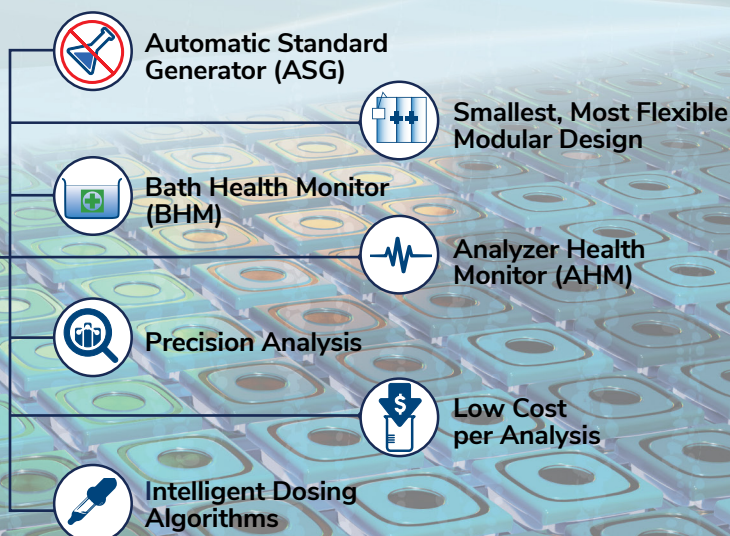 Automatic Standard
Generator (ASG)
Smallest, Most Flexible
Modular Design
Bath Health Monitor
(BHM)
Analyzer Health
Monitor (AHM)
Precision Analysis
$
Low Cost
per Analysis
Intelligent Dosing
Algorithms